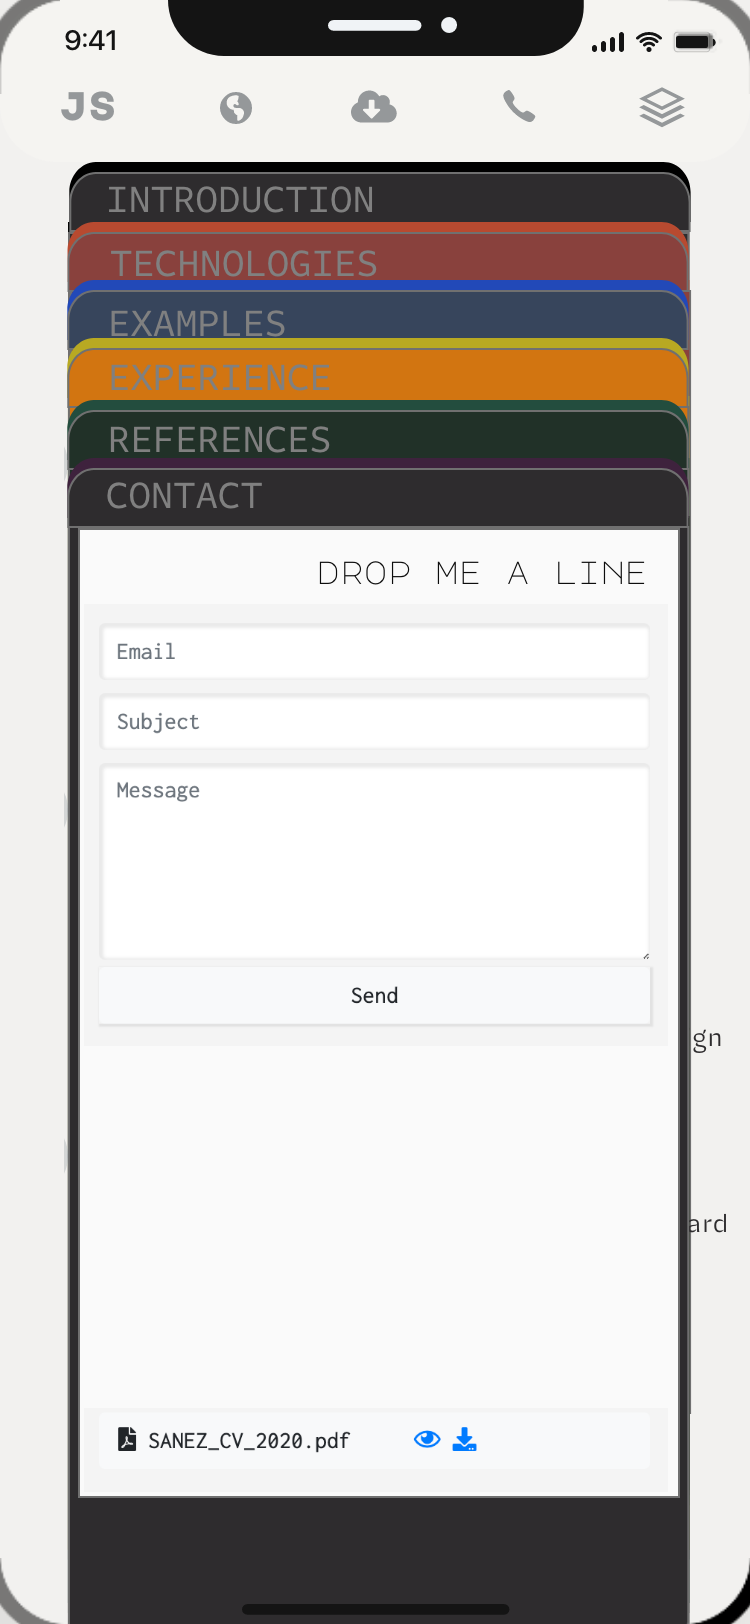 9:41
JS
INTRODUCTION
TECHNOLOGIES
EXAMPLES
EXPERIENCE
REFERENCES
CONTACT
DROP ME A LINE
Email
Subject
Message
Send
gn
ard
SANEZ_CV_2020.pdf